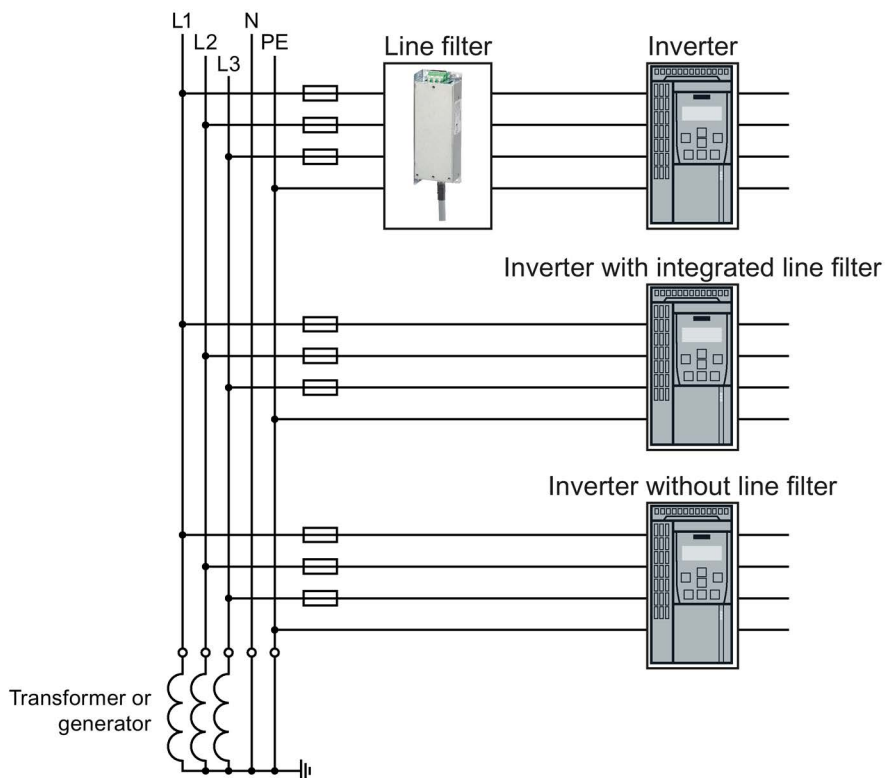 L1
N
L2
PE
L3
Line filter
Inverter
Inverter with integrated line filter
Inverter without line filter
Transformer or
generator